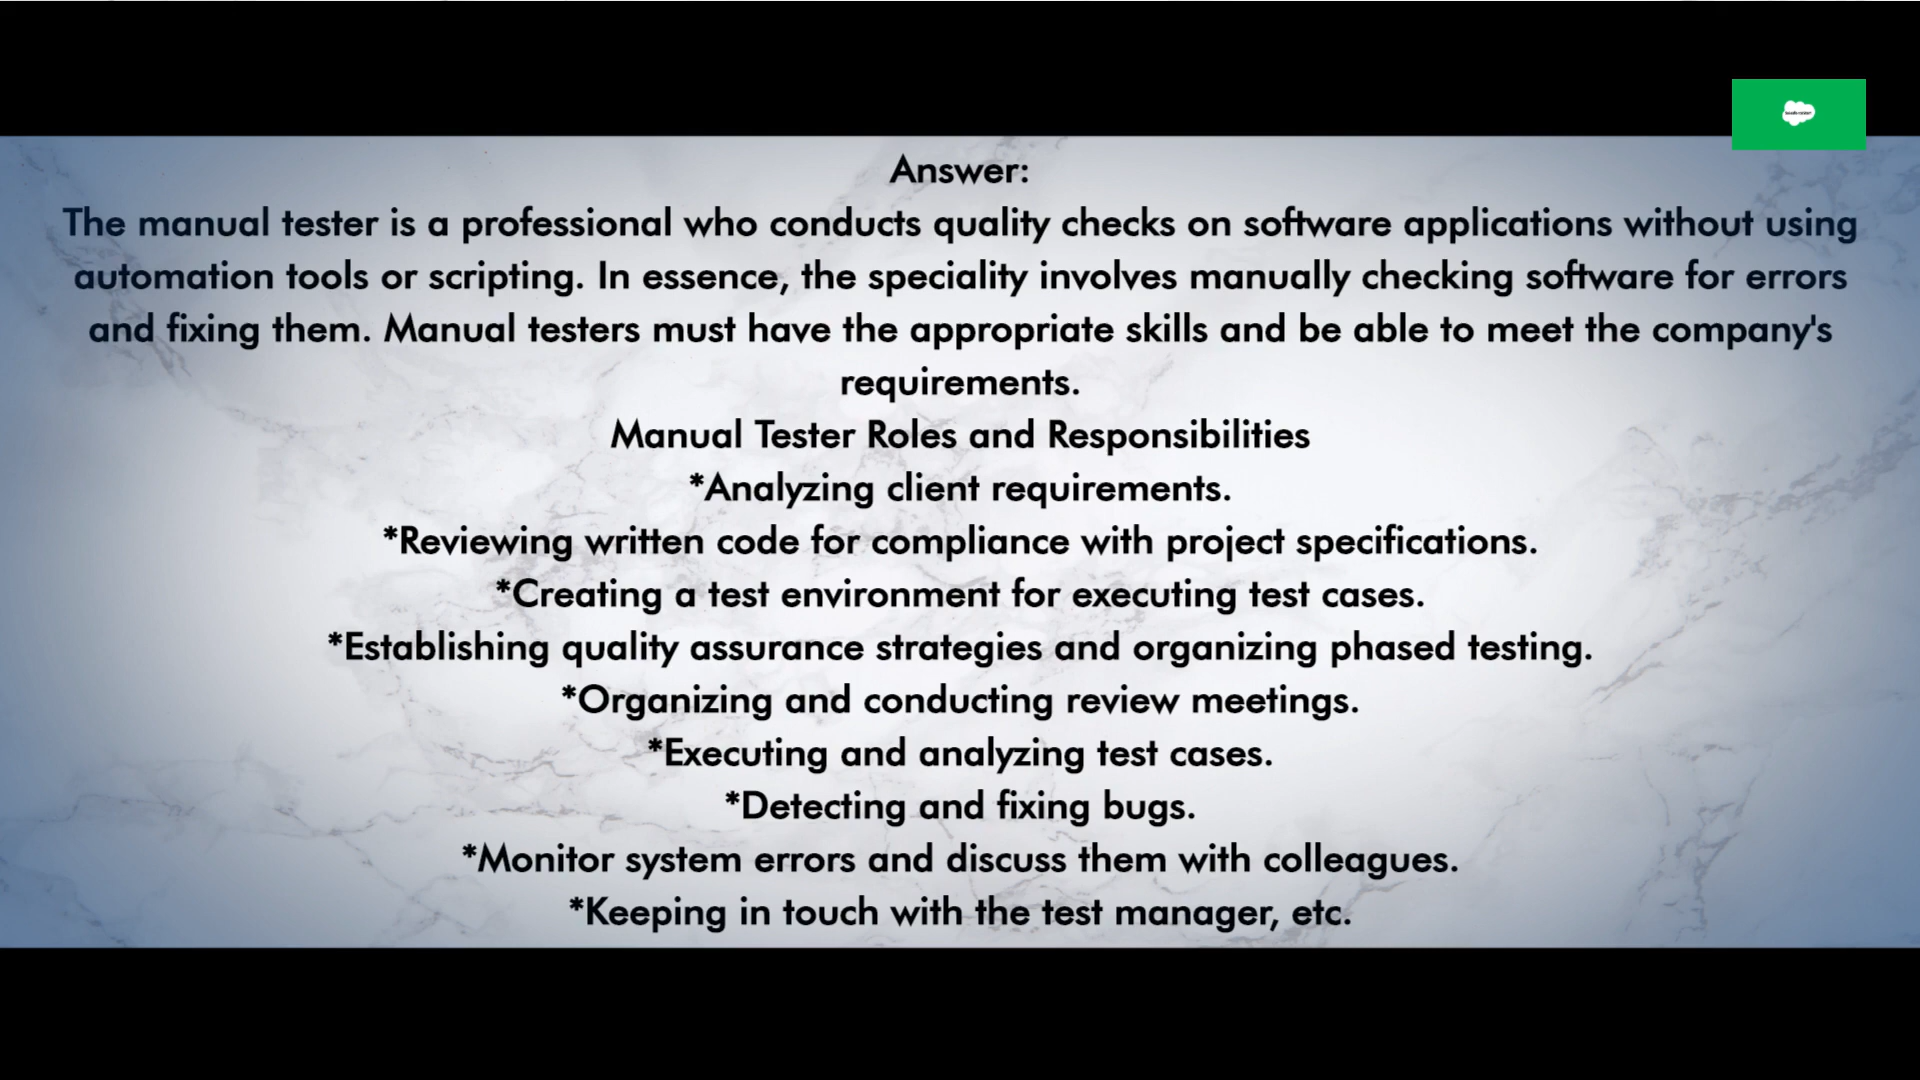 Answer:
The manual tester is a professional who conducts quality checks on software applications without using
automation tools or scripting. In essence, the speciality involves manually checking software for errors
and fixing them. Manual testers must have the appropriate skills and be able to meet the company's
requirements.
Manual Tester Roles and Responsibilities
*Analyzing client requirements.
*Reviewing written code for compliance with project specifications.
*Creating a test environment for executing test cases.
*Establishing quality assurance strategies and organizing phased testing.
*Organizing and conducting review meetings.
*Executing and analyzing test cases.
*Detecting and fixing bugs.
*Monitor system errors and discuss them with colleagues.
*Keeping in touch with the test manager, etc.